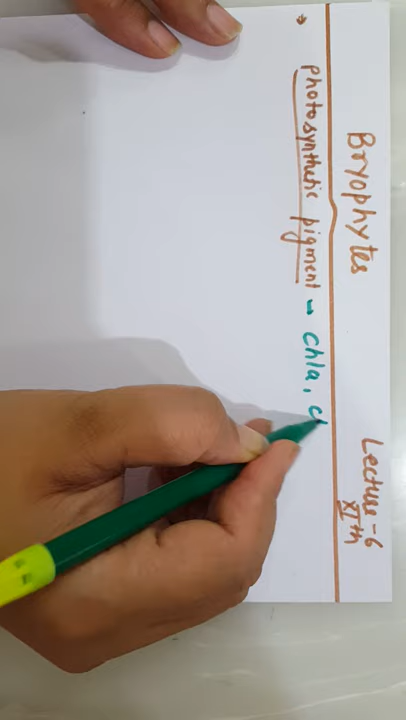 Bryophytes Lecture-6
XIth
→ Photosynthetic pigment - Chla, c